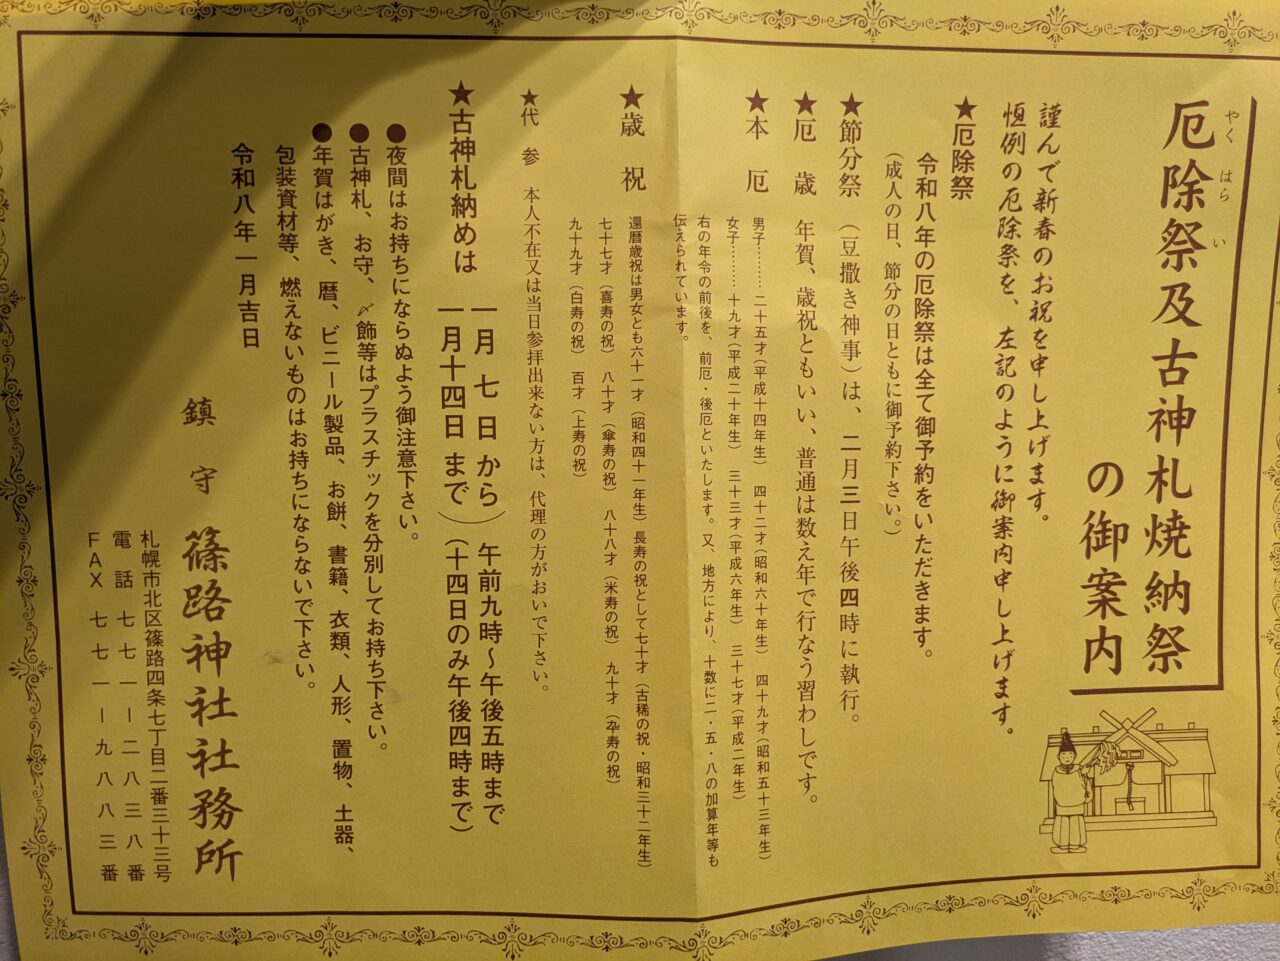 厄除祭及古神札焼納祭
やく はらい
の御案内
謹んで新春のお祝を申し上げます。
恒例の厄除祭を、左記のように御案内申し上げます。
★厄除祭
令和八年の厄除祭は全て御予約をいただきます。
（成人の日、節分の日ともに御予約下さい。）
★節分祭（豆撒き神事）は、二月三日午後四時に執行。
★厄歳 年賀、歳祝ともいい、普通は数え年で行なう習わしです。
★本厄 男子………二十五才（平成十四年生） 四十二才（昭和六十年生） 四十九才（昭和五十三年生）
女子………十九才（平成二十年生） 三十三才（平成六年生） 三十七才（平成二年生）
右の年令の前後を、前厄・後厄といたします。又、地方により、十数に二・五・八の加算年等も
伝えられています。
★歳祝 還暦歳祝は男女とも六十一才（昭和四十一年生）長寿の祝として七十才（古稀の祝・昭和三十二年生）
七十七才（喜寿の祝） 八十才（傘寿の祝） 八十八才（米寿の祝） 九十才（卒寿の祝）
九十九才（白寿の祝） 百才（上寿の祝）
★代参 本人不在又は当日参拝出来ない方は、代理の方がおいで下さい。
★古神札納めは 一月七日から 午前九時〜午後五時まで
一月十四日まで（十四日のみ午後四時まで）
●夜間はお持ちにならぬよう御注意下さい。
●古神札、お守、〆飾等はプラスチックを分別してお持ち下さい。
●年賀はがき、暦、ビニール製品、お餅、書籍、衣類、人形、置物、土器、
包装資材等、燃えないものはお持ちにならないで下さい。
令和八年一月吉日
鎮守 篠路神社社務所
札幌市北区篠路四条七丁目二番三十三号
電話 七七一ー二八三八番
FAX 七七一ー九八八三番